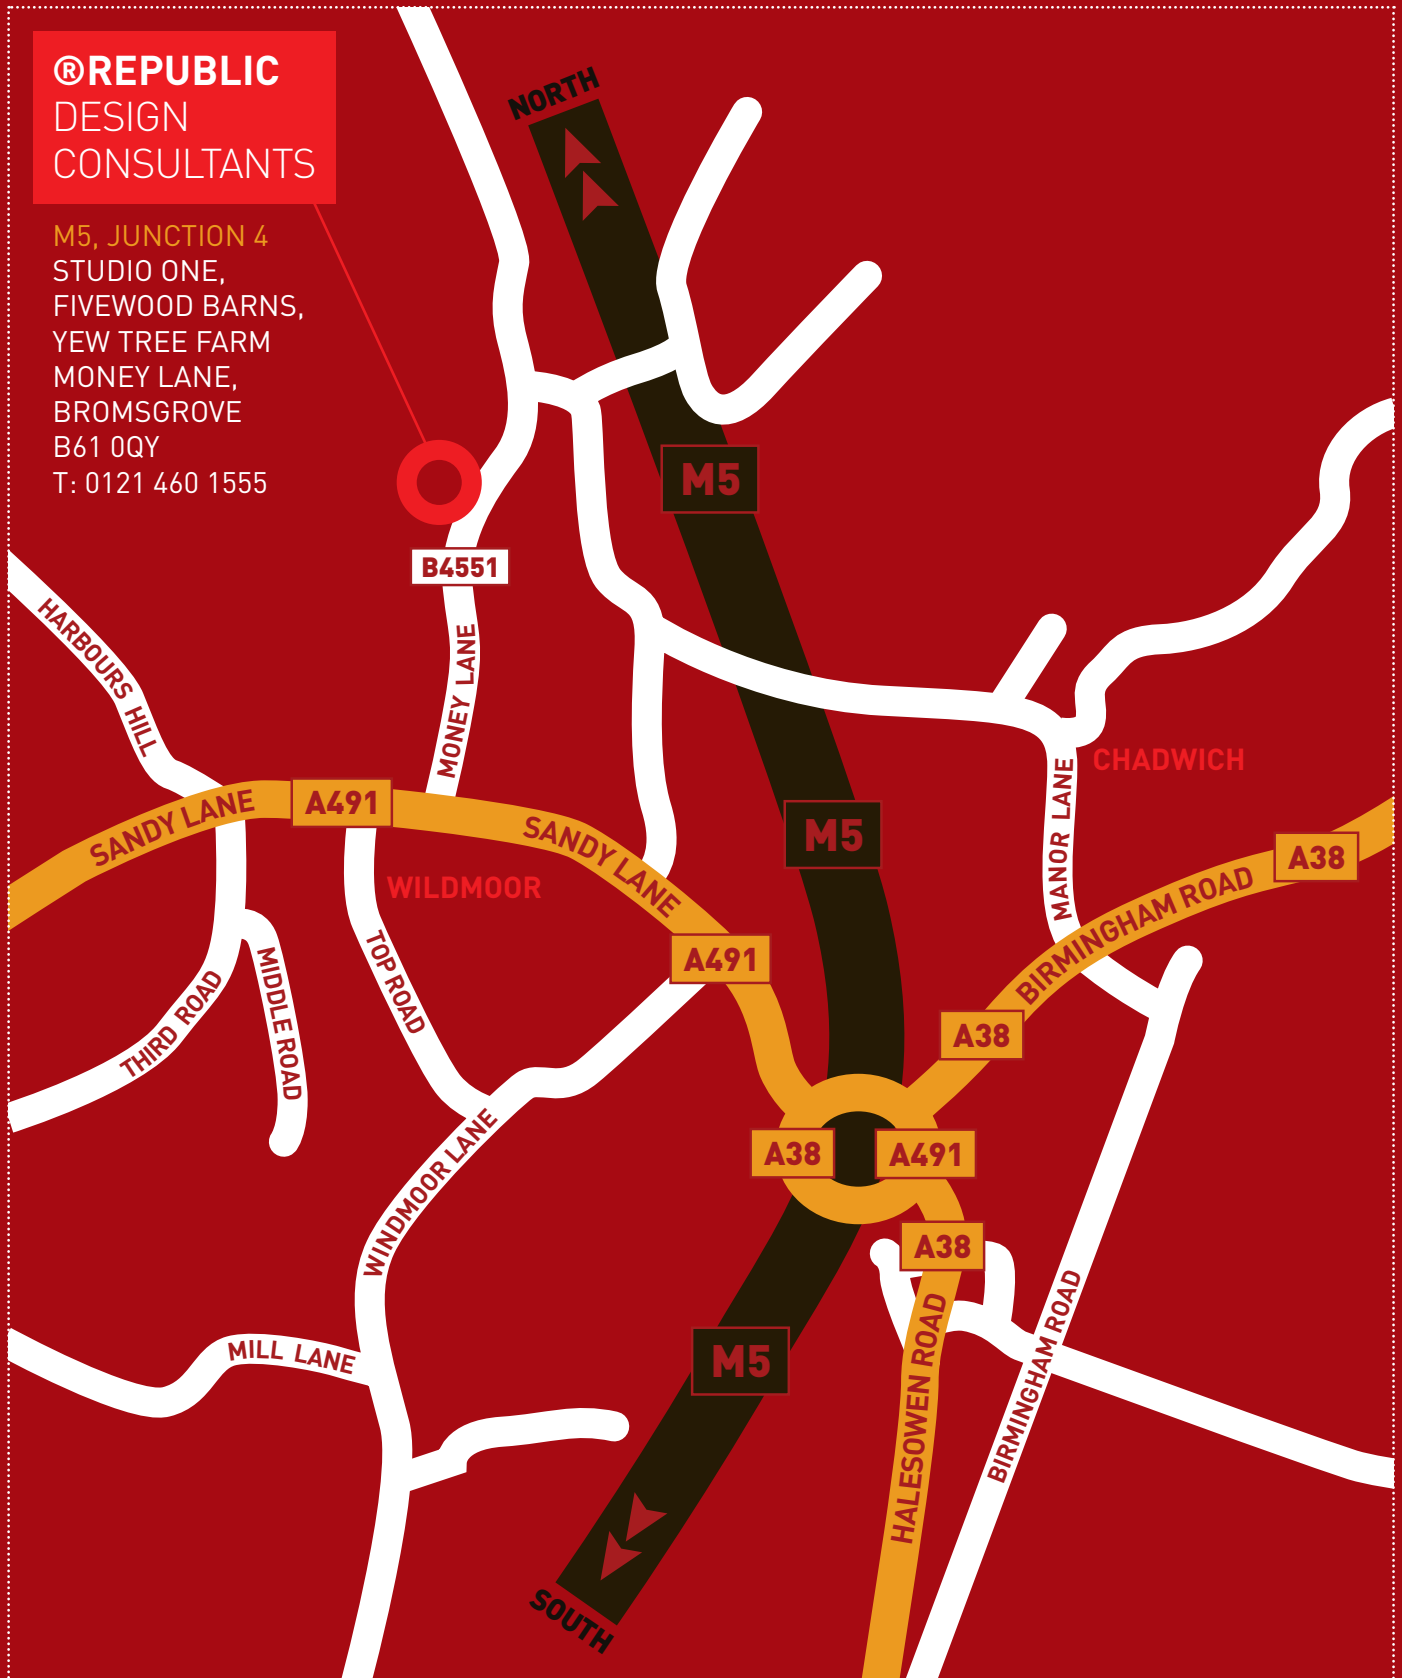 ®REPUBLIC
DESIGN
CONSULTANTS
M5, JUNCTION 4
STUDIO ONE,
FIVEWOOD BARNS,
YEW TREE FARM
MONEY LANE,
BROMSGROVE
B61 0QY
T: 0121 460 1555
NORTH
M5
B4551
HARBOURS HILL
MONEY LANE
CHADWICH
MANOR LANE
SANDY LANE
A491
SANDY LANE
M5
A38
WILDMOOR
BIRMINGHAM ROAD
TOP ROAD
A491
MIDDLE ROAD
THIRD ROAD
A38
WINDMOOR LANE
A38
A491
A38
MILL LANE
M5
HALESOWEN ROAD
BIRMINGHAM ROAD
SOUTH